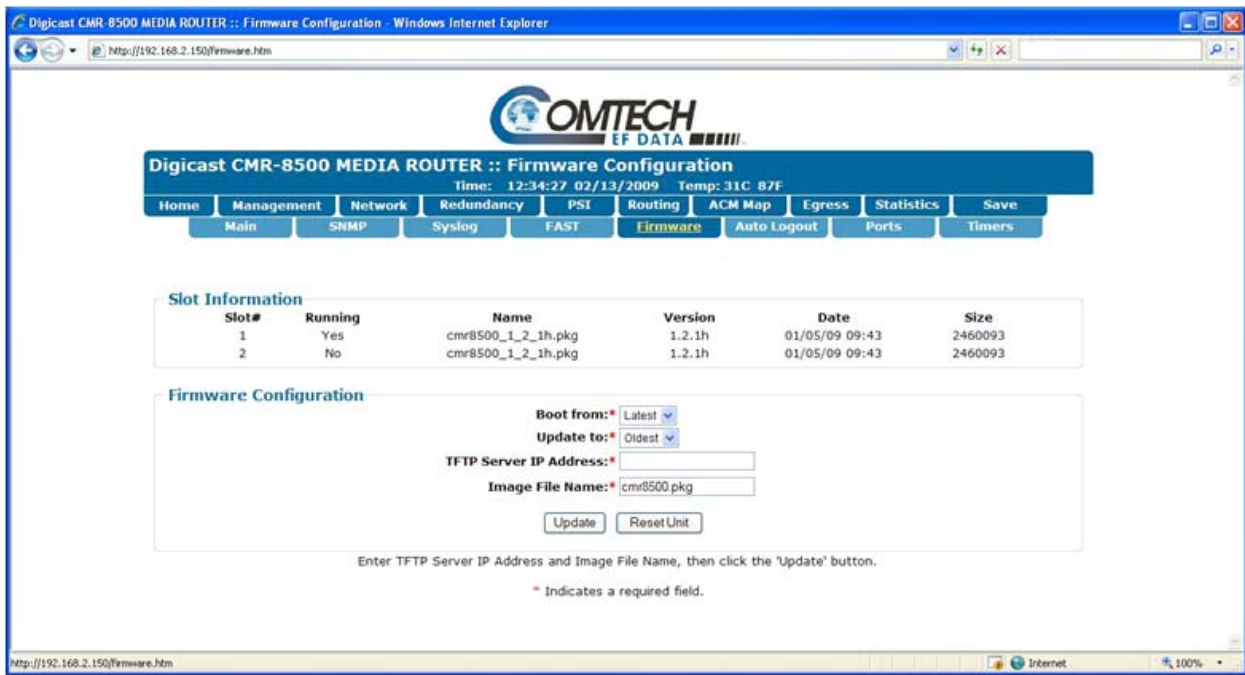 Digicast CMR-8500 MEDIA ROUTER :: Firmware Configuration - Windows Internet Explorer
http://192.168.2.150/firmware.htm
COMTECH
EF DATA
Digicast CMR-8500 MEDIA ROUTER :: Firmware Configuration
Time: 12:34:27 02/13/2009 Temp: 31C 87F
Home Management Network Redundancy PSI Routing ACM Map Egress Statistics Save
Main SNMP Syslog FAST Firmware Auto Logout Ports Timers
Slot Information
Slot# Running Name Version Date Size
1 Yes cmr8500_1_2_1h.pkg 1.2.1h 01/05/09 09:43 2460093
2 No cmr8500_1_2_1h.pkg 1.2.1h 01/05/09 09:43 2460093
Firmware Configuration
Boot from:* Latest
Update to:* Oldest
TFTP Server IP Address:*
Image File Name:* cmr8500.pkg
Update Reset Unit
Enter TFTP Server IP Address and Image File Name, then click the 'Update' button.
* Indicates a required field.
http://192.168.2.150/firmware.htm Internet 100%